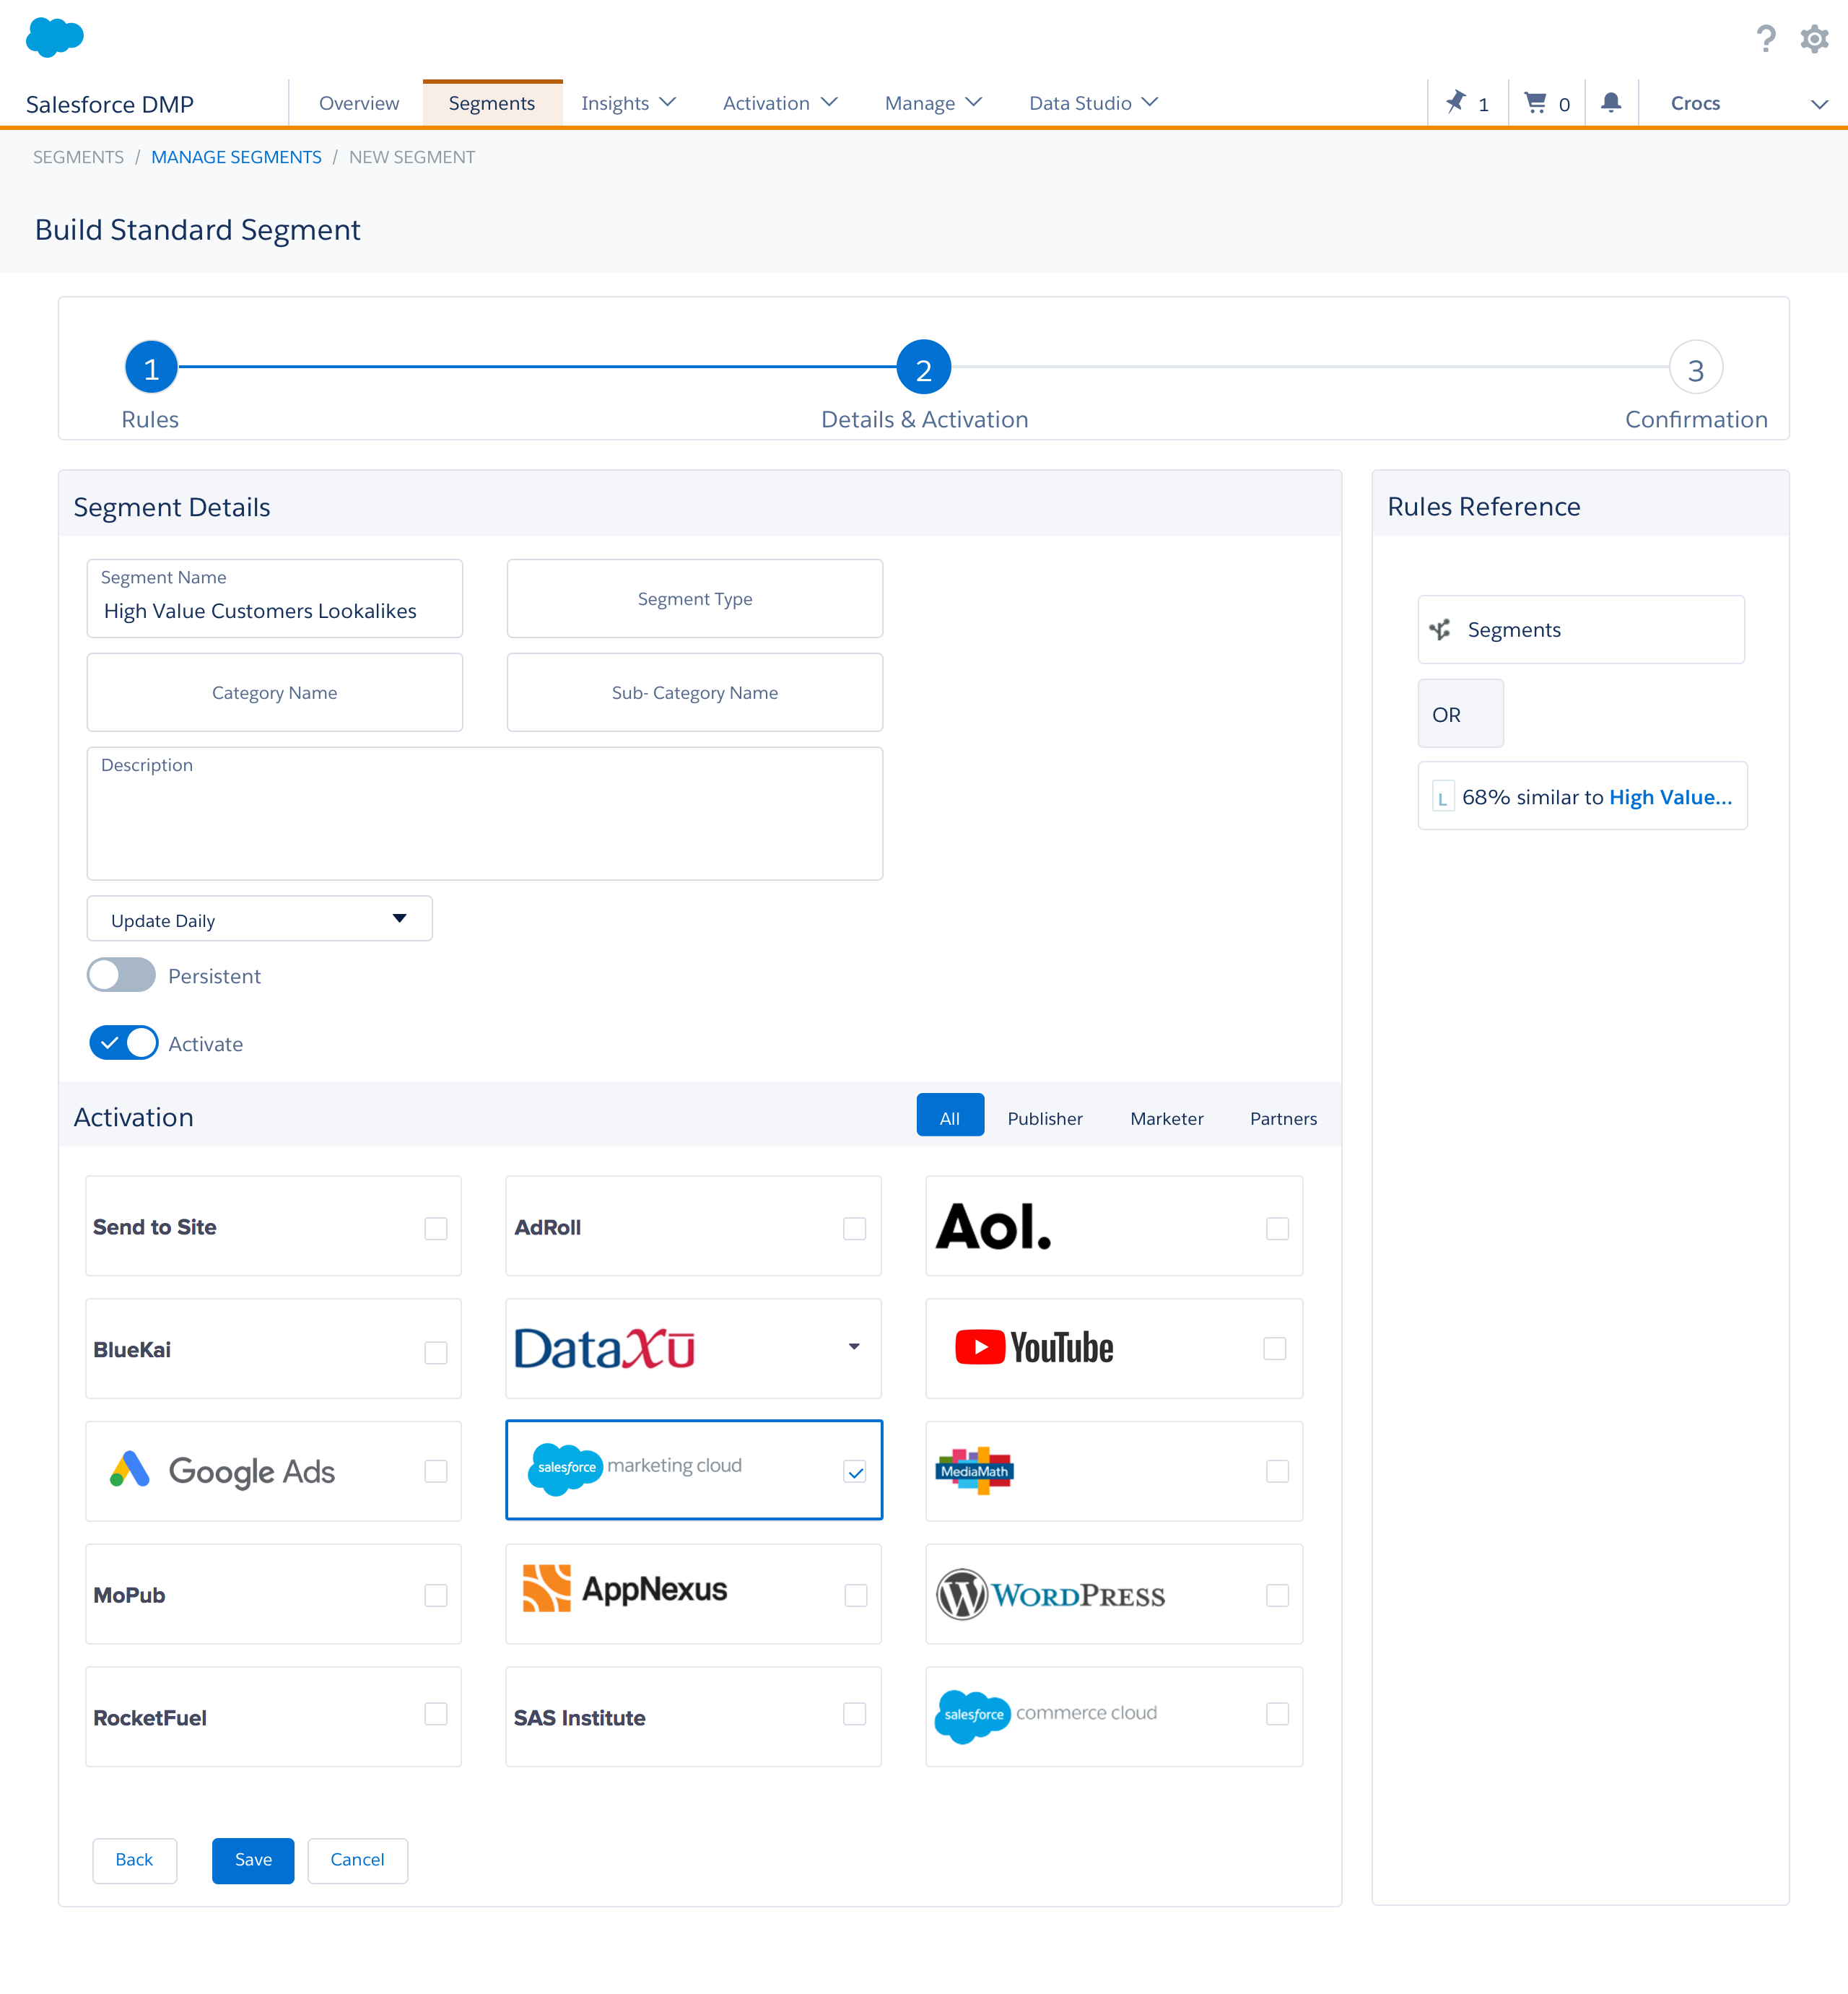 Salesforce DMP
Overview
Segments
Insights
Activation
Manage
Data Studio
1
0
Crocs
SEGMENTS / MANAGE SEGMENTS / NEW SEGMENT
Build Standard Segment
1
2
3
Rules
Details & Activation
Confirmation
Segment Details
Segment Name
High Value Customers Lookalikes
Segment Type
Category Name
Sub- Category Name
Description
Update Daily
Persistent
Activate
Rules Reference
Segments
OR
L 68% similar to High Value...
Activation
All
Publisher
Marketer
Partners
Send to Site
AdRoll
Aol.
BlueKai
DataXū
YouTube
Google Ads
salesforce marketing cloud
MediaMath
MoPub
AppNexus
WORDPRESS
RocketFuel
SAS Institute
salesforce commerce cloud
Back
Save
Cancel